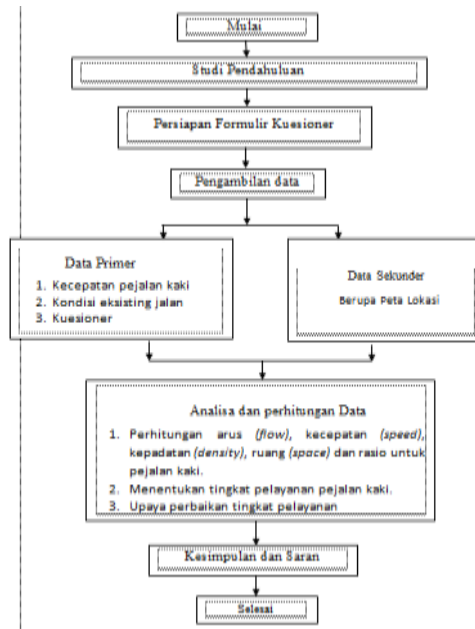 Mulai
Studi Pendahuluan
Persiapan Formulir Kuesioner
Pengambilan data
Data Primer
1. Kecepatan pejalan kaki
2. Kondisi eksisting jalan
3. Kuesioner
Data Sekunder
Berupa Peta Lokasi
Analisa dan perhitungan Data
1. Perhitungan arus (flow), kecepatan (speed),
kepadatan (density), ruang (space) dan rasio untuk
pejalan kaki.
2. Menentukan tingkat pelayanan pejalan kaki.
3. Upaya perbaikan tingkat pelayanan
Kesimpulan dan Saran
Selesai